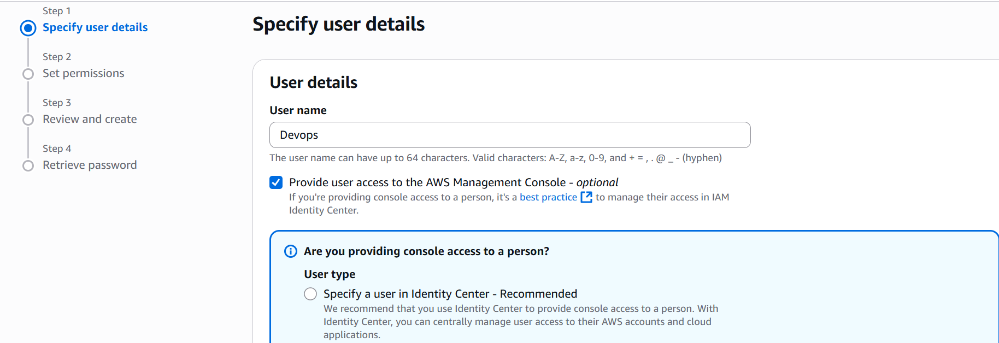 Step 1
Specify user details
Step 2
Set permissions
Step 3
Review and create
Step 4
Retrieve password
Specify user details
User details
User name
Devops
The user name can have up to 64 characters. Valid characters: A-Z, a-z, 0-9, and + = , . @ _ - (hyphen)
Provide user access to the AWS Management Console - optional
If you're providing console access to a person, it's a best practice to manage their access in IAM
Identity Center.
Are you providing console access to a person?
User type
Specify a user in Identity Center - Recommended
We recommend that you use Identity Center to provide console access to a person. With
Identity Center, you can centrally manage user access to their AWS accounts and cloud
applications.